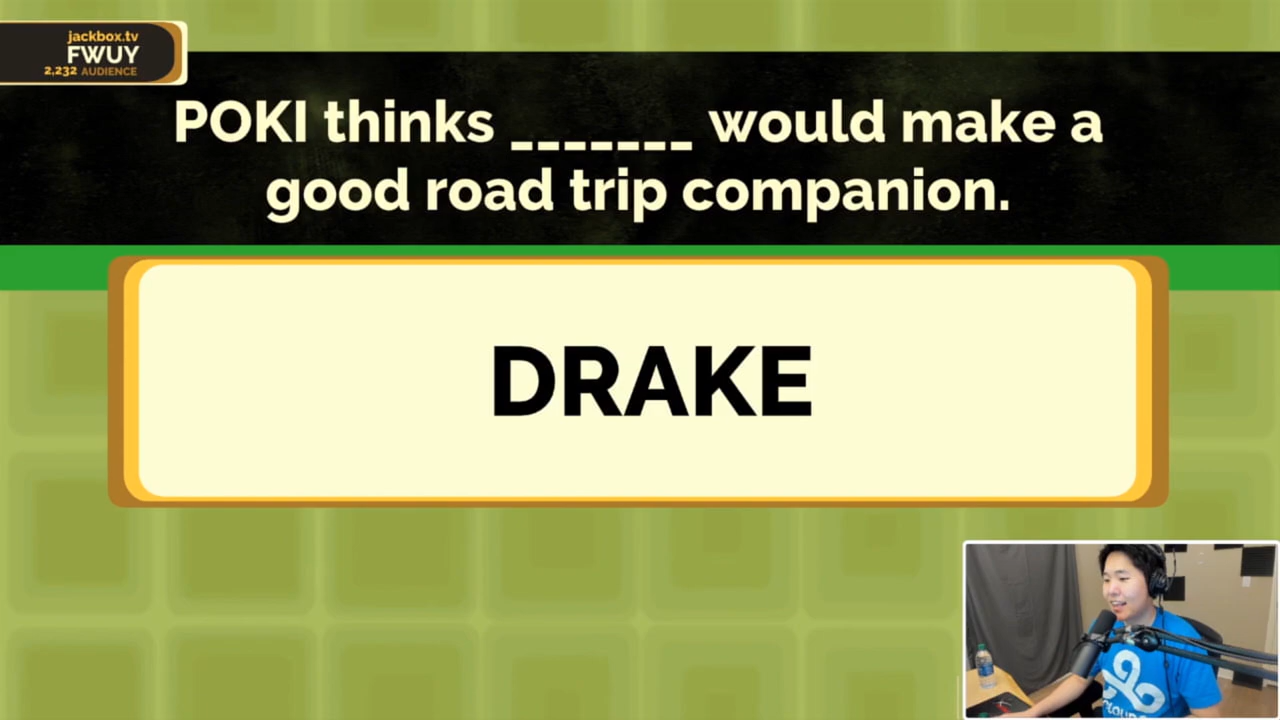 jackbox.tv
FWUY
2,232 AUDIENCE
POKI thinks _______ would make a
good road trip companion.
DRAKE